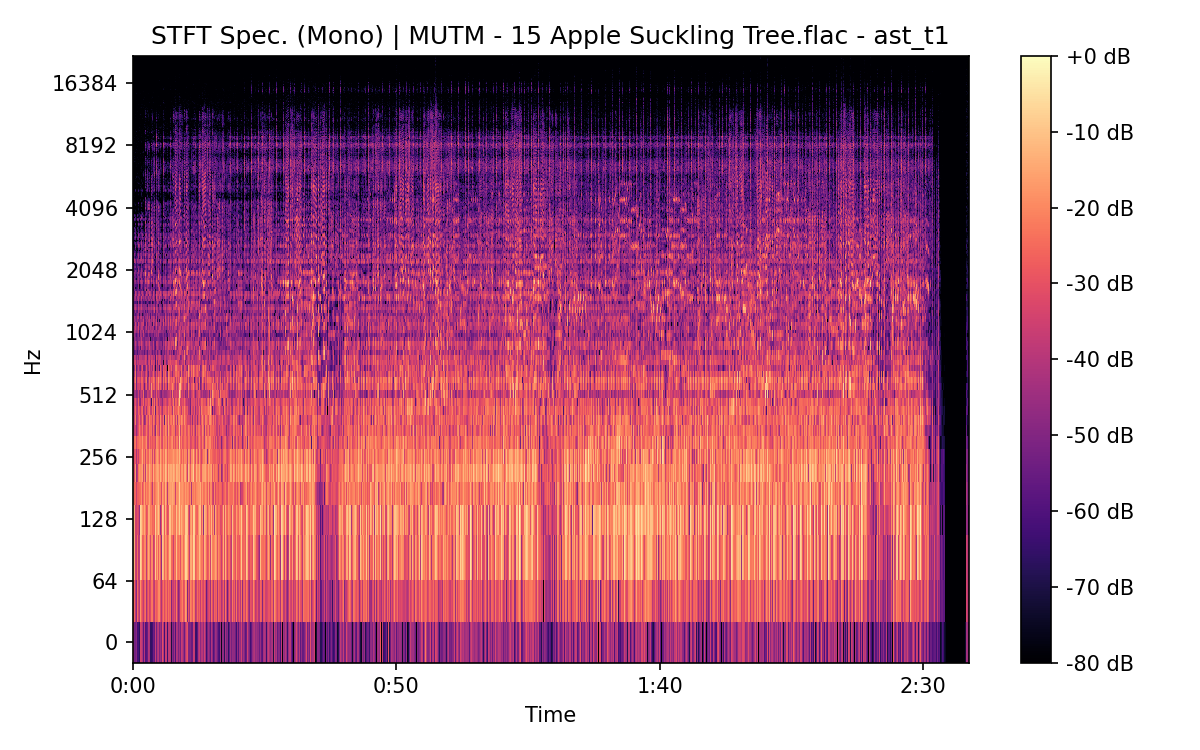 STFT Spec. (Mono) | MUTM - 15 Apple Suckling Tree.flac - ast_t1
+0 dB
16384
-10 dB
8192
-20 dB
4096
-30 dB
2048
-40 dB
1024
Hz
512
-50 dB
256
-60 dB
128
64
-70 dB
0
-80 dB
0:00
0:50
1:40
2:30
Time